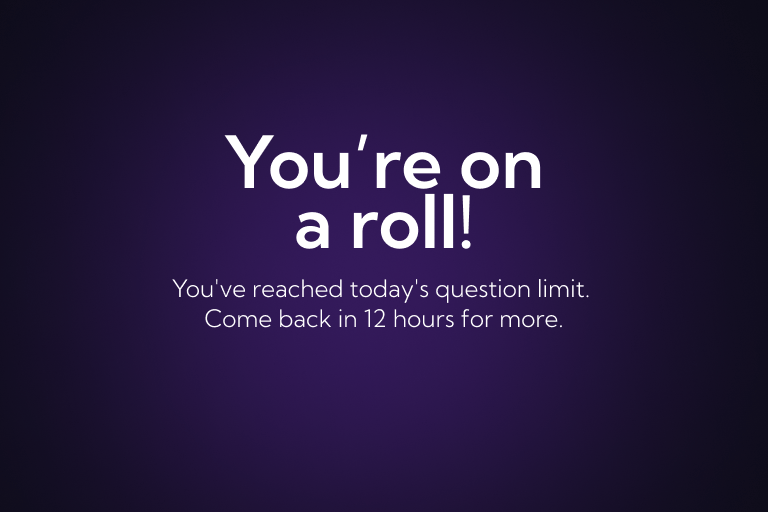 You’re on
a roll!
You've reached today's question limit.
Come back in 12 hours for more.